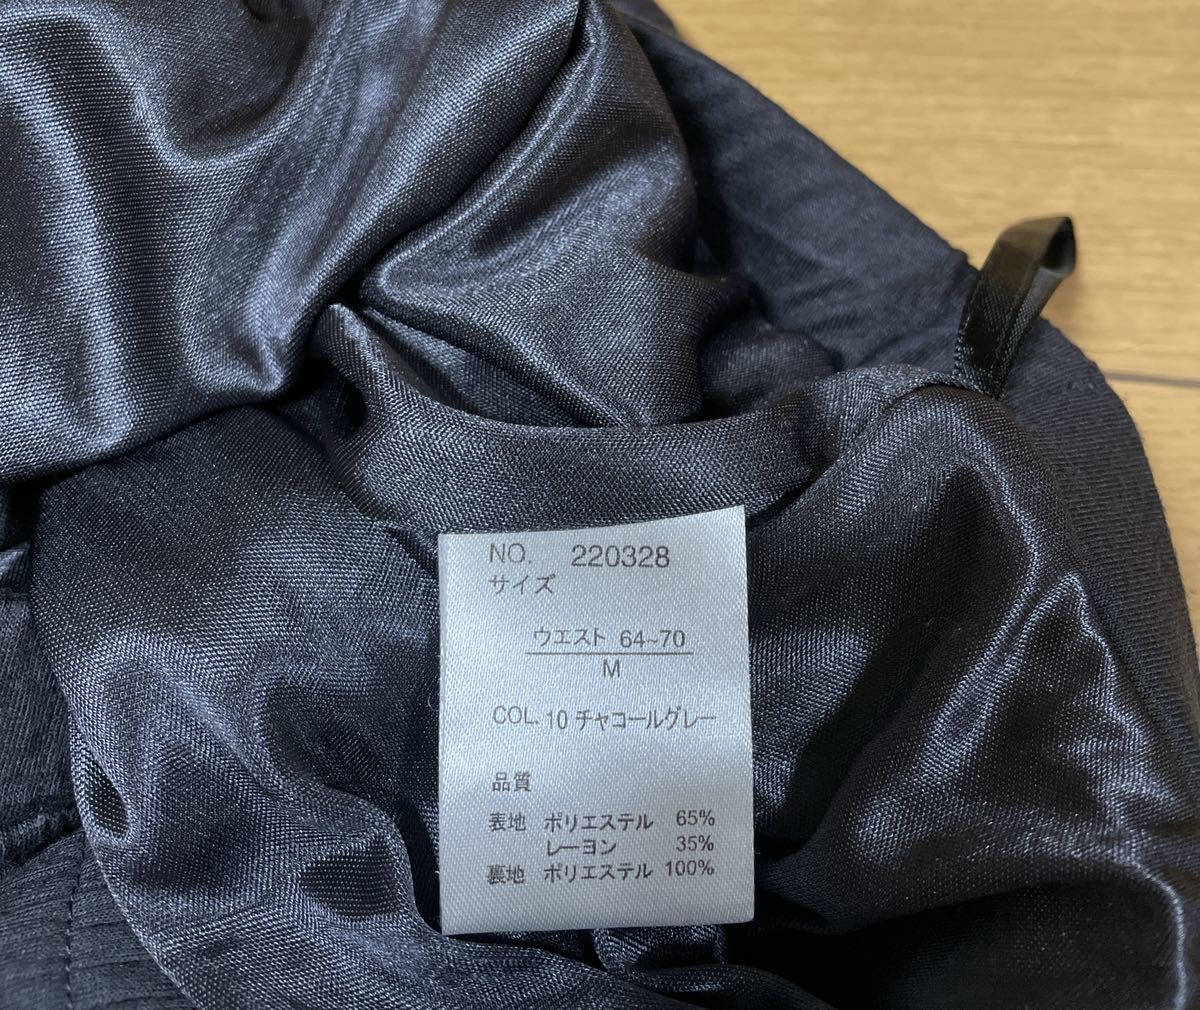 NO. 220328
サイズ
ウエスト 64~70
M
COL. 10 チャコールグレー
品質
表地 ポリエステル 65%
レーヨン 35%
裏地 ポリエステル 100%